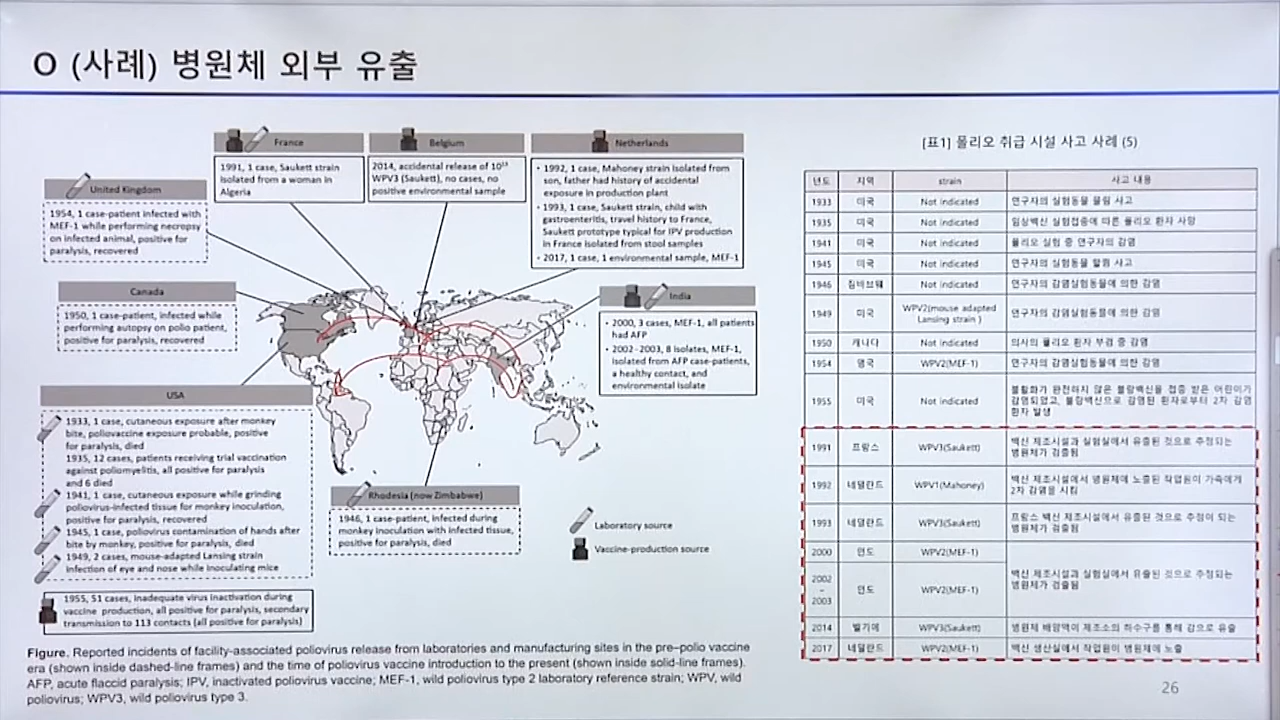 O (사례) 병원체 외부 유출
France
1991, 1 case, Saukett strain
isolated from a woman in
Algeria
Belgium
2014, accidental release of 10¹³
WPV3 (Saukett), no cases, no
positive environmental sample
Netherlands
• 1992, 1 case, Mahoney strain isolated from
son, father had history of accidental
exposure in production plant
• 1993, 1 case, Saukett strain, child with
gastroenteritis, travel history to France,
Saukett prototype typical for IPV production
in France isolated from stool samples
• 2017, 1 case, 1 environmental sample, MEF-1
United Kingdom
1954, 1 case-patient infected with
MEF-1 while performing necropsy
on infected animal, positive for
paralysis, recovered
Canada
1950, 1 case-patient, infected while
performing autopsy on polio patient,
positive for paralysis, recovered
India
• 2000, 3 cases, MEF-1, all patients
had AFP
• 2002–2003, 8 isolates, MEF-1,
isolated from AFP case-patients,
a healthy contact, and
environmental isolate
USA
1933, 1 case, cutaneous exposure after monkey
bite, poliovaccine exposure probable, positive
for paralysis, died
1935, 12 cases, patients receiving trial vaccination
against poliomyelitis, all positive for paralysis
and 6 died
1941, 1 case, cutaneous exposure while grinding
poliovirus-infected tissue for monkey inoculation,
positive for paralysis, recovered
1945, 1 case, poliovirus contamination of hands after
bite by monkey, positive for paralysis, died
1949, 2 cases, mouse-adapted Lansing strain
infection of eye and nose while inoculating mice
1955, 51 cases, inadequate virus inactivation during
vaccine production, all positive for paralysis, secondary
transmission to 113 contacts (all positive for paralysis)
Rhodesia (now Zimbabwe)
1946, 1 case-patient, infected during
monkey inoculation with infected tissue,
positive for paralysis, died
Laboratory source
Vaccine-production source
Figure. Reported incidents of facility-associated poliovirus release from laboratories and manufacturing sites in the pre–polio vaccine
era (shown inside dashed-line frames) and the time of poliovirus vaccine introduction to the present (shown inside solid-line frames).
AFP, acute flaccid paralysis; IPV, inactivated poliovirus vaccine; MEF-1, wild poliovirus type 2 laboratory reference strain; WPV, wild
poliovirus; WPV3, wild poliovirus type 3.
[표1] 폴리오 취급 시설 사고 사례 (5)
년도 지역 strain 사고 내용
1933 미국 Not indicated 연구자의 실험동물 물림 사고
1935 미국 Not indicated 임상백신 실험접종에 따른 폴리오 환자 사망
1941 미국 Not indicated 폴리오 실험 중 연구자의 감염
1945 미국 Not indicated 연구자의 실험동물 할큄 사고
1946 짐바브웨 Not indicated 연구자의 감염실험동물에 의한 감염
1949 미국 WPV2(mouse adapted
Lansing strain ) 연구자의 감염실험동물에 의한 감염
1950 캐나다 Not indicated 의사의 폴리오 환자 부검 중 감염
1954 영국 WPV2(MEF-1) 연구자의 감염실험동물에 의한 감염
1955 미국 Not indicated 불활화가 완전하지 않은 불량백신을 접종 받은 어린이가
감염되었고, 불량백신으로 감염된 환자로부터 2차 감염
환자 발생
1991 프랑스 WPV3(Saukett) 백신 제조시설과 실험실에서 유출된 것으로 추정되는
병원체가 검출됨
1992 네덜란드 WPV1(Mahoney) 백신 제조시설에서 병원체에 노출된 작업원이 가족에게
2차 감염을 시킴
1993 네덜란드 WPV3(Saukett) 프랑스 백신 제조시설에서 유출된 것으로 추정이 되는
병원체가 검출됨
2000 인도 WPV2(MEF-1)
2002
-
2003 인도 WPV2(MEF-1) 백신 제조시설과 실험실에서 유출된 것으로 추정되는
병원체가 검출됨
2014 벨기에 WPV3(Saukett) 병원체 배양액이 제조소의 하수구를 통해 강으로 유출
2017 네덜란드 WPV2(MEF-1) 백신 생산실에서 작업원이 병원체에 노출
26